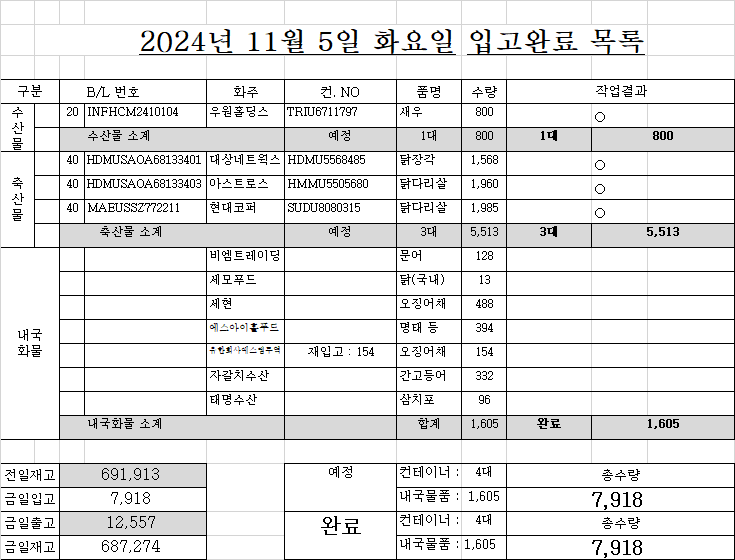 2024년 11월 5일 화요일 입고완료 목록
구분 B/L 번호 화주 컨. NO 품명 수량 작업결과
수산물 20 INFHCM2410104 우원홀딩스 TRIU6711797 새우 800 ○
수산물 소계 예정 1대 800 1대 800
축산물 40 HDMUSAOA68133401 대상네트웍스 HDMU5568485 닭장각 1,568 ○
40 HDMUSAOA68133403 아스트로스 HMMU5505680 닭다리살 1,960 ○
40 MAEUSSZ772211 현대코퍼 SUDU8080315 닭다리살 1,985 ○
축산물 소계 예정 3대 5,513 3대 5,513
내국화물 비엠트레이딩 문어 128
세모푸드 닭(국내) 13
세현 오징어채 488
에스아이홀푸드 명태 등 394
재입고 : 154 오징어채 154
자갈치수산 간고등어 332
태명수산 삼치포 96
내국화물 소계 합계 1,605 완료 1,605
전일재고 691,913 예정 컨테이너 : 4대 총수량
금일입고 7,918 내국물품 : 1,605 7,918
금일출고 12,557 완료 컨테이너 : 4대 총수량
금일재고 687,274 내국물품 : 1,605 7,918